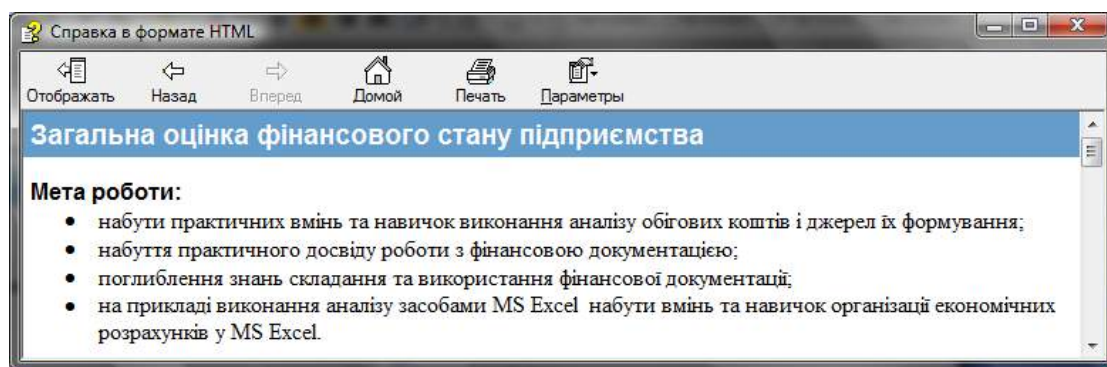 Справка в формате HTML
Отображать Назад Вперед Домой Печать Параметры
Загальна оцінка фінансового стану підприємства
Мета роботи:
● набути практичних вмінь та навичок виконання аналізу обігових коштів і джерел їх формування;
● набуття практичного досвіду роботи з фінансовою документацією;
● поглиблення знань складання та використання фінансової документації;
● на прикладі виконання аналізу засобами MS Excel набути вмінь та навичок організації економічних
розрахунків у MS Excel.